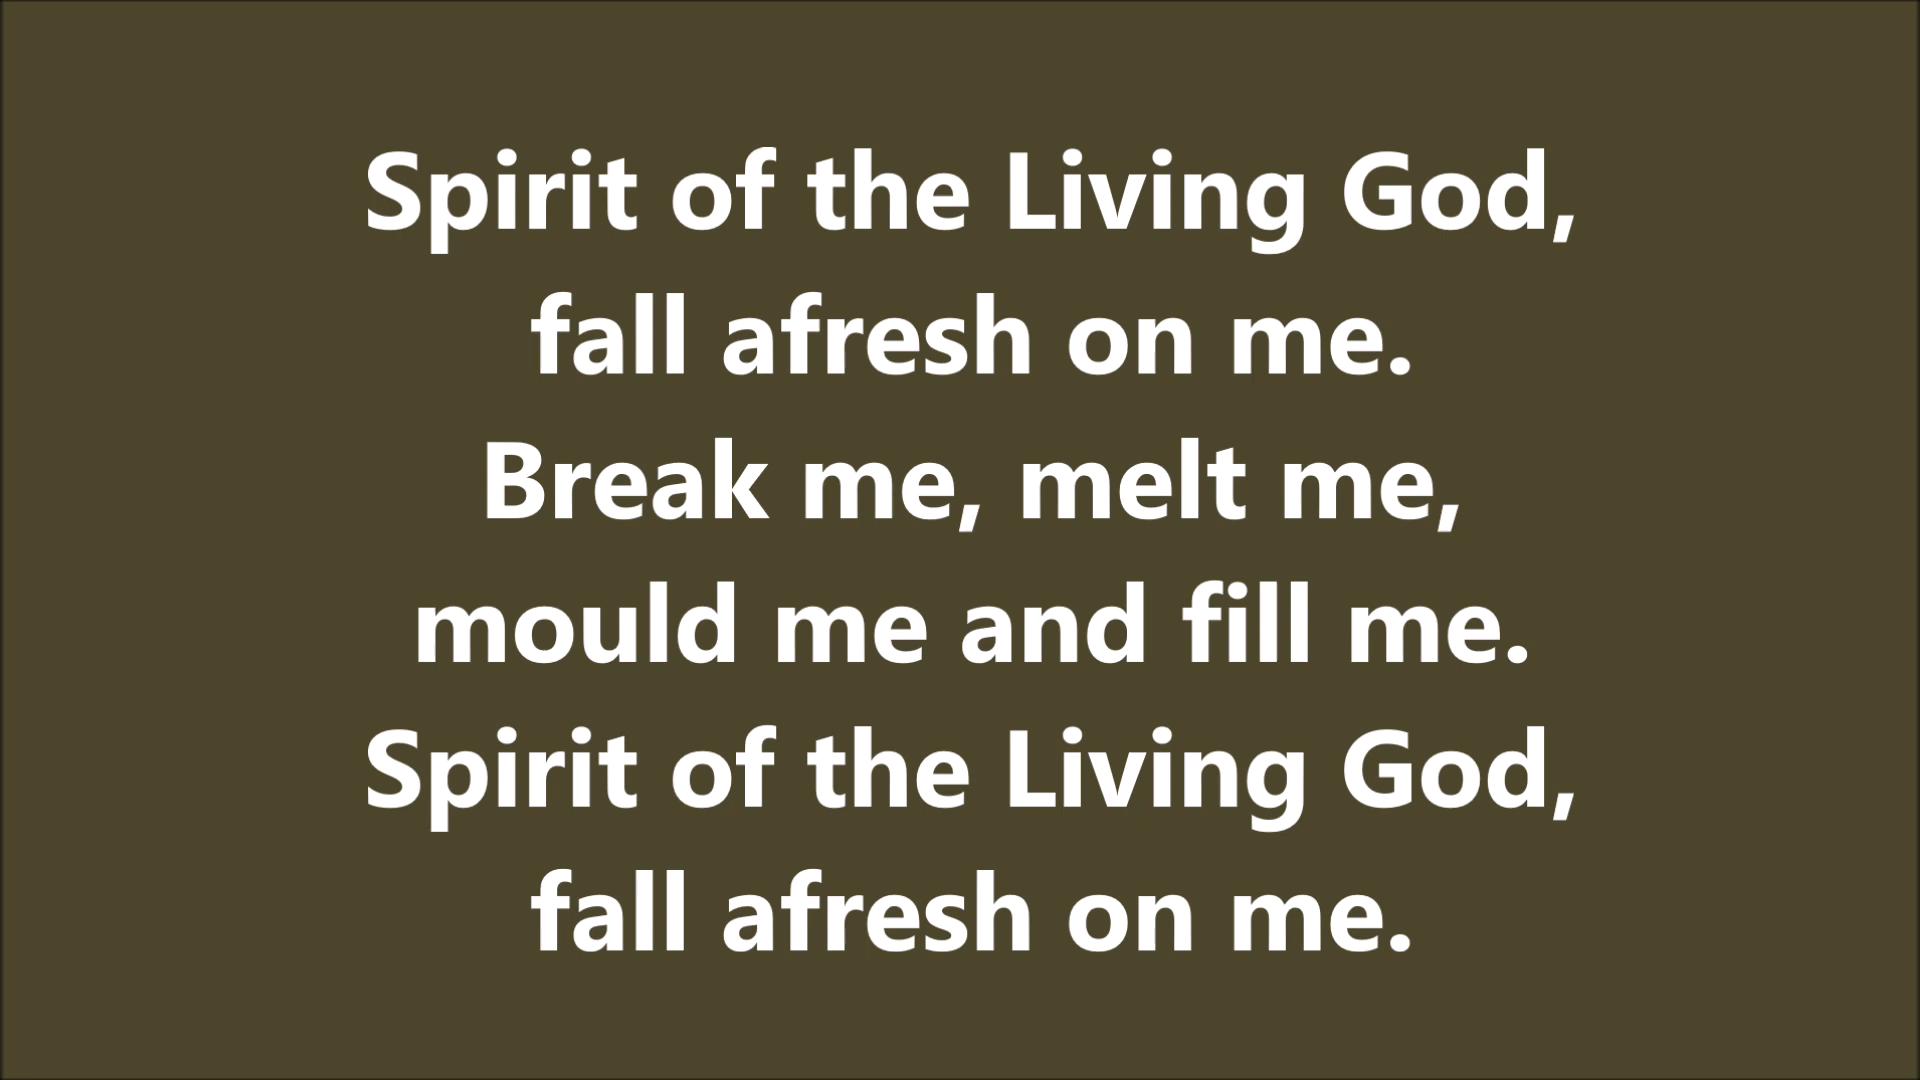 Spirit of the Living God,
fall afresh on me.
Break me, melt me,
mould me and fill me.
Spirit of the Living God,
fall afresh on me.